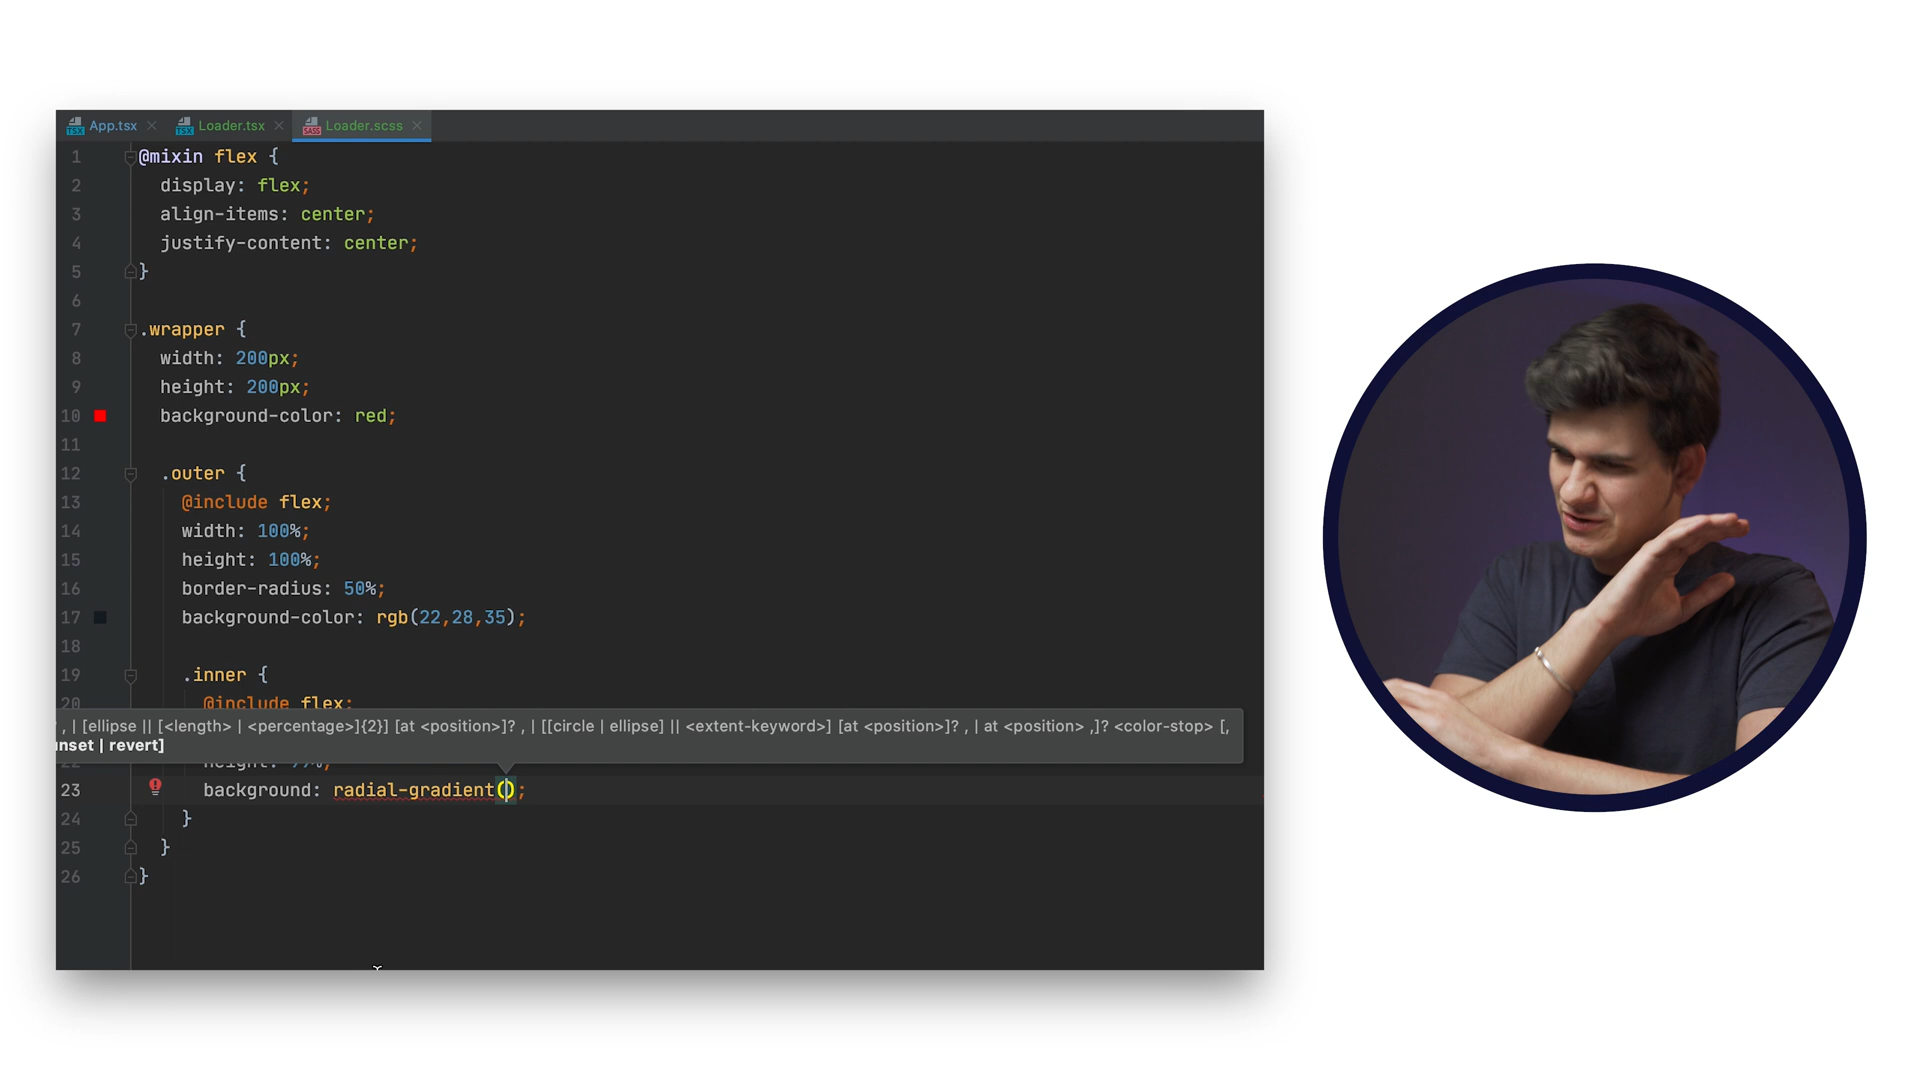 App.tsx Loader.tsx Loader.scss
1 @mixin flex {
2 display: flex;
3 align-items: center;
4 justify-content: center;
5 }
6
7 .wrapper {
8 width: 200px;
9 height: 200px;
10 background-color: red;
11
12 .outer {
13 @include flex;
14 width: 100%;
15 height: 100%;
16 border-radius: 50%;
17 background-color: rgb(22,28,35);
18
19 .inner {
20 @include flex;
, | [ellipse || [<length> | <percentage>]{2}] [at <position>]? , | [[circle | ellipse] || <extent-keyword>] [at <position>]? , | at <position> ,]? <color-stop> [,
unset | revert]
23 background: radial-gradient();
24 }
25 }
26 }